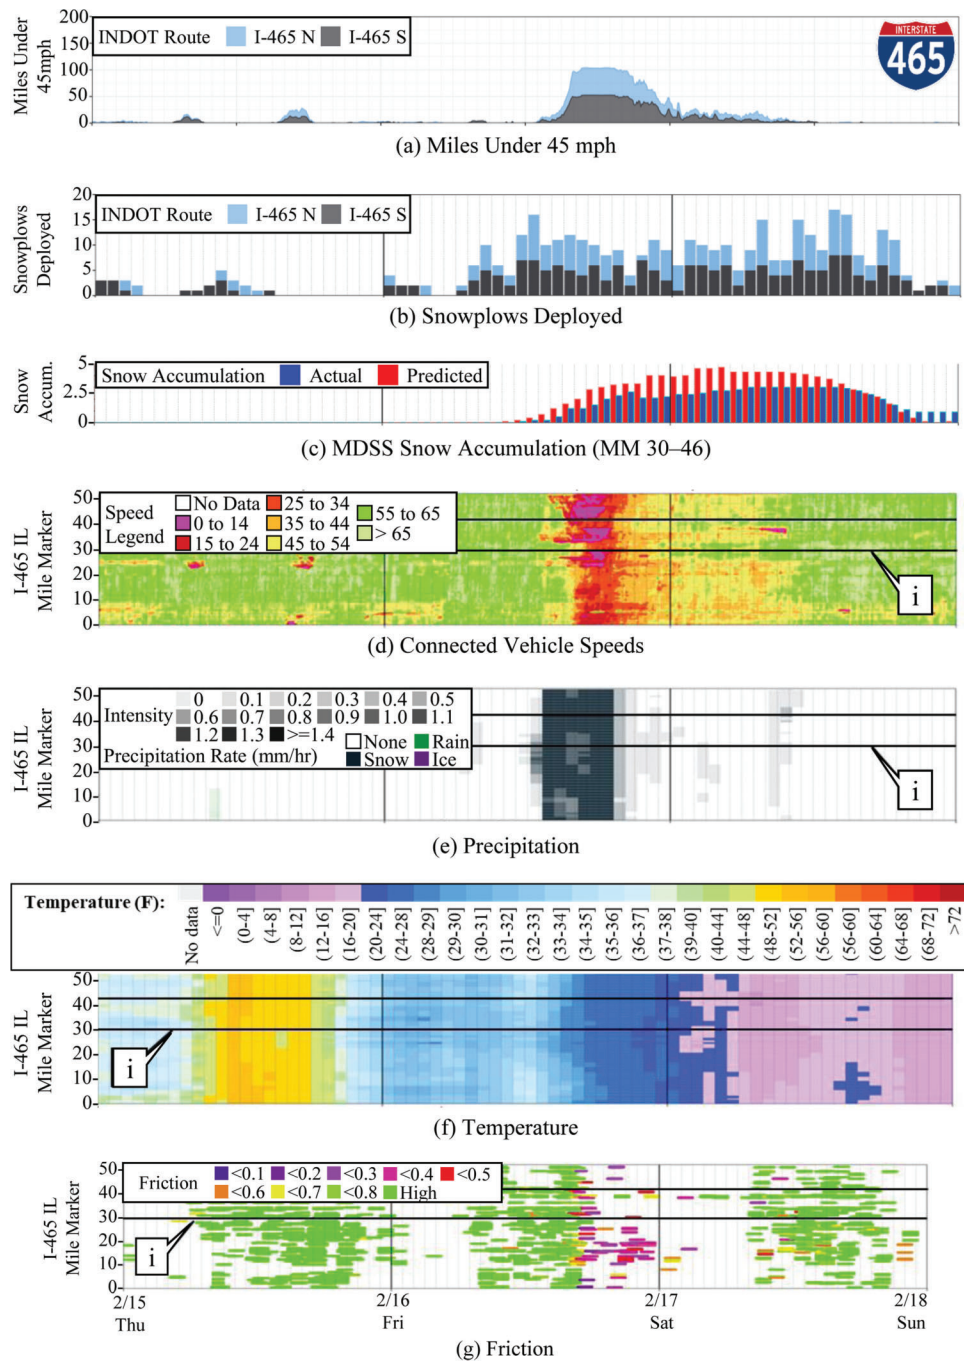 200
150
100
50
0
Miles Under
45mph
INDOT Route I-465 N I-465 S
INTERSTATE
465
(a) Miles Under 45 mph
20
15
10
5
0
Snowplows
Deployed
INDOT Route I-465 N I-465 S
(b) Snowplows Deployed
5
2.5
0
Snow
Accum.
Snow Accumulation Actual Predicted
(c) MDSS Snow Accumulation (MM 30–46)
50
40
30
20
10
0
I-465 IL
Mile Marker
Speed
Legend
No Data 25 to 34
0 to 14 35 to 44 55 to 65
15 to 24 45 to 54 > 65
i
(d) Connected Vehicle Speeds
50
40
30
20
10
0
I-465 IL
Mile Marker
0 0.1 0.2 0.3 0.4 0.5
Intensity 0.6 0.7 0.8 0.9 1.0 1.1
1.2 1.3 >=1.4 None Rain
Precipitation Rate (mm/hr) Snow Ice
i
(e) Precipitation
Temperature (F):
No data
<=0
(0–4]
(4-8]
(8-12]
(12-16]
(16-20]
(20-24]
(24-28]
(28-29]
(29-30]
(30-31]
(31-32]
(32-33]
(33-34]
(34-35]
(35-36]
(36-37]
(37-38]
(39-40]
(40-44]
(44-48]
(48-52]
(52-56]
(56-60]
(56-60]
(60-64]
(64-68]
(68-72]
>72
50
40
30
20
10
0
I-465 IL
Mile Marker
i
(f) Temperature
50
40
30
20
10
0
I-465 IL
Mile Marker
Friction <0.1 <0.2 <0.3 <0.4 <0.5
<0.6 <0.7 <0.8 High
i
2/15 2/16 2/17 2/18
Thu Fri Sat Sun
(g) Friction